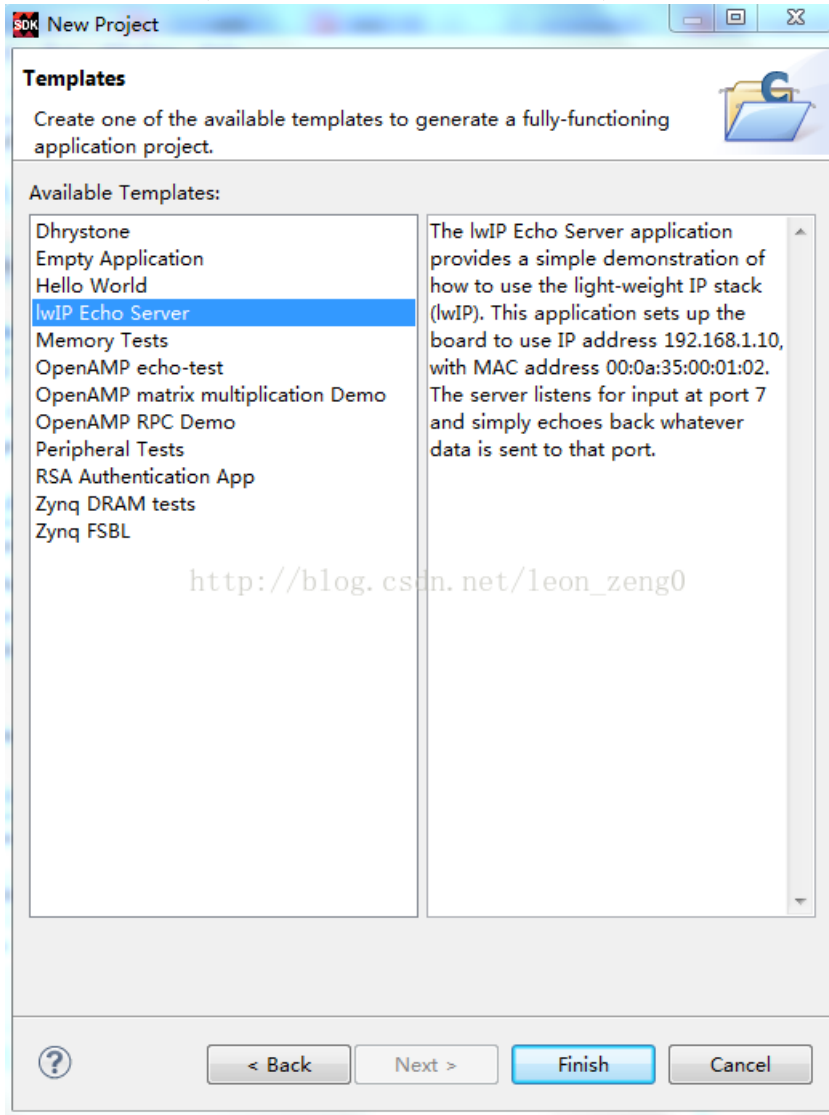 SDK New Project
Templates
Create one of the available templates to generate a fully-functioning
application project.
Available Templates:
Dhrystone
Empty Application
Hello World
lwIP Echo Server
Memory Tests
OpenAMP echo-test
OpenAMP matrix multiplication Demo
OpenAMP RPC Demo
Peripheral Tests
RSA Authentication App
Zynq DRAM tests
Zynq FSBL
The lwIP Echo Server application
provides a simple demonstration of
how to use the light-weight IP stack
(lwIP). This application sets up the
board to use IP address 192.168.1.10,
with MAC address 00:0a:35:00:01:02.
The server listens for input at port 7
and simply echoes back whatever
data is sent to that port.
http://blog.csdn.net/leon_zeng0
?
< Back
Next >
Finish
Cancel